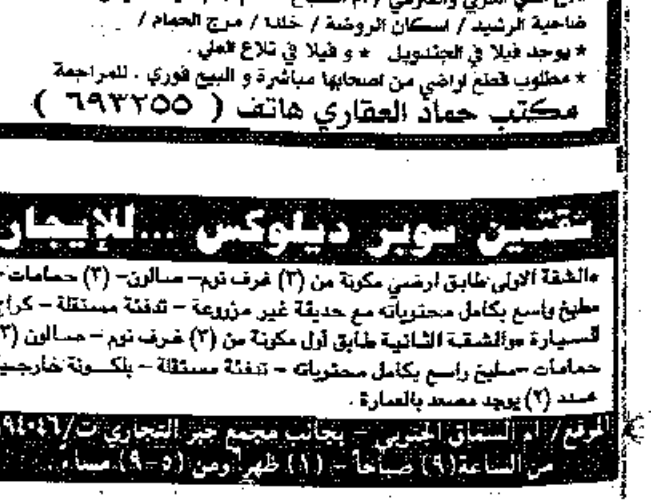 ضاحية الرشيد / اسكان الروضة / خلدا / مرج الحمام /
* يوجد فيلا في الجندويل * و فيلا في تلاع العلي .
* مطلوب قطع اراضي من اصحابها مباشرة و البيع فوري . للمراجعة
مكتب حماد العقاري هاتف ( ٦٩٣٢٥٥ )
شقتين سوبر ديلوكس ...للإيجار
*الشقة الاولى طابق ارضي مكونة من (٣) غرف نوم- صالون- (٣) حمامات-
مطبخ واسع بكامل محتوياته مع حديقة غير مزروعة - تدفئة مستقلة - كراج
للسيارة *والشقة الثانية طابق أول مكونة من (٣) غرف نوم - صالون (٣)
حمامات -مطبخ واسع بكامل محتوياته - تدفئة مستقلة - بلكونة خارجية
عدد (٢) يوجد مصعد بالعمارة .
الموقع/ ام السماق الجنوبي - بجانب مجمع جبر التجاري ت/
من الساعة(٩) صباحاً - (١) ظهر ومن (٥-٩) مساء.